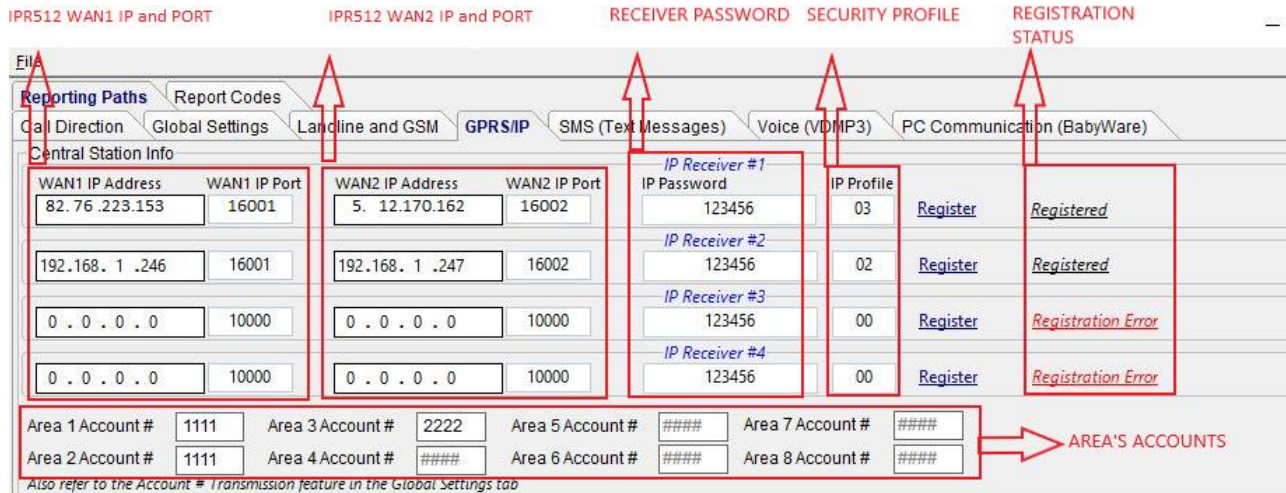 IPR512 WAN1 IP and PORT IPR512 WAN2 IP and PORT RECEIVER PASSWORD SECURITY PROFILE REGISTRATION STATUS
File
Reporting Paths Report Codes
Call Direction Global Settings Landline and GSM GPRS/IP SMS (Text Messages) Voice (VDMP3) PC Communication (BabyWare)
Central Station Info
IP Receiver #1
WAN1 IP Address WAN1 IP Port WAN2 IP Address WAN2 IP Port IP Password IP Profile
82. 76 .223.153 16001 5. 12.170.162 16002 123456 03 Register Registered
IP Receiver #2
192.168. 1 .246 16001 192.168. 1 .247 16002 123456 02 Register Registered
IP Receiver #3
0 . 0 . 0 . 0 10000 0 . 0 . 0 . 0 10000 123456 00 Register Registration Error
IP Receiver #4
0 . 0 . 0 . 0 10000 0 . 0 . 0 . 0 10000 123456 00 Register Registration Error
Area 1 Account # 1111 Area 3 Account # 2222 Area 5 Account # #### Area 7 Account # ####
AREA'S ACCOUNTS
Area 2 Account # 1111 Area 4 Account # #### Area 6 Account # #### Area 8 Account # ####
Also refer to the Account # Transmission feature in the Global Settings tab